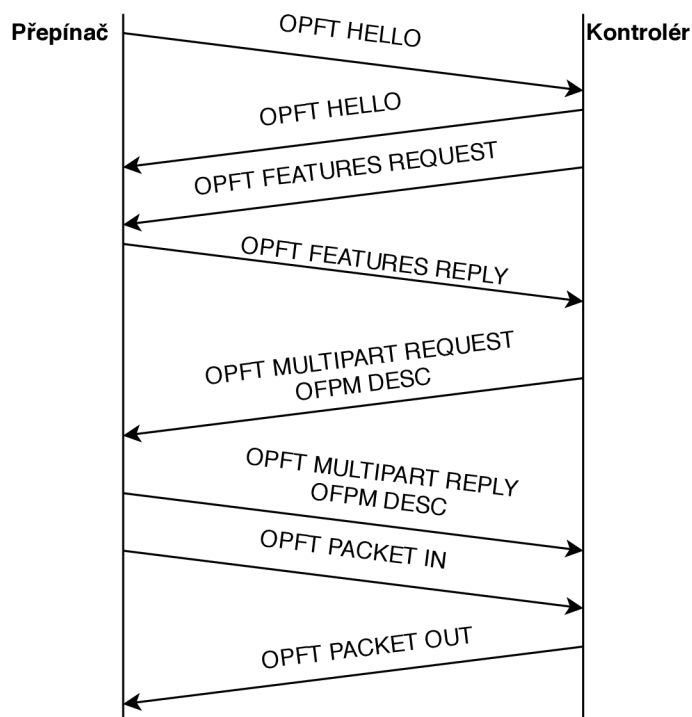 Přepínač
Kontrolér
OPFT HELLO
OPFT HELLO
OPFT FEATURES REQUEST
OPFT FEATURES REPLY
OPFT MULTIPART REQUEST
OFPM DESC
OPFT MULTIPART REPLY
OFPM DESC
OPFT PACKET IN
OPFT PACKET OUT